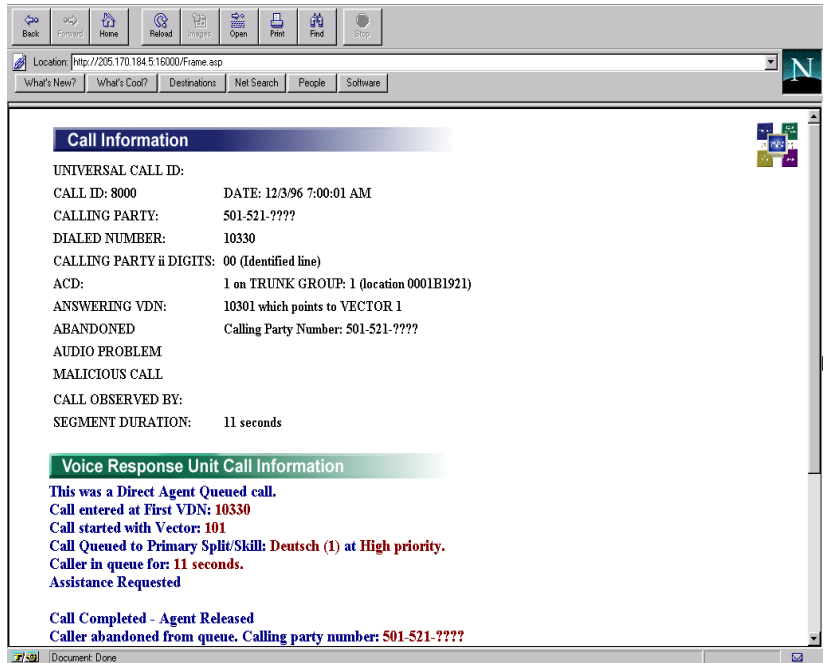 Back Forward Home Reload Images Open Print Find Stop
Location: http://205.170.184.5:16000/Frame.asp
N
What's New? What's Cool? Destinations Net Search People Software
Call Information
UNIVERSAL CALL ID:
CALL ID: 8000 DATE: 12/3/96 7:00:01 AM
CALLING PARTY: 501-521-????
DIALED NUMBER: 10330
CALLING PARTY ii DIGITS: 00 (Identified line)
ACD: 1 on TRUNK GROUP: 1 (location 0001B1921)
ANSWERING VDN: 10301 which points to VECTOR 1
ABANDONED Calling Party Number: 501-521-????
AUDIO PROBLEM
MALICIOUS CALL
CALL OBSERVED BY:
SEGMENT DURATION: 11 seconds
Voice Response Unit Call Information
This was a Direct Agent Queued call.
Call entered at First VDN: 10330
Call started with Vector: 101
Call Queued to Primary Split/Skill: Deutsch (1) at High priority.
Caller in queue for: 11 seconds.
Assistance Requested
Call Completed - Agent Released
Caller abandoned from queue. Calling party number: 501-521-????
Document: Done